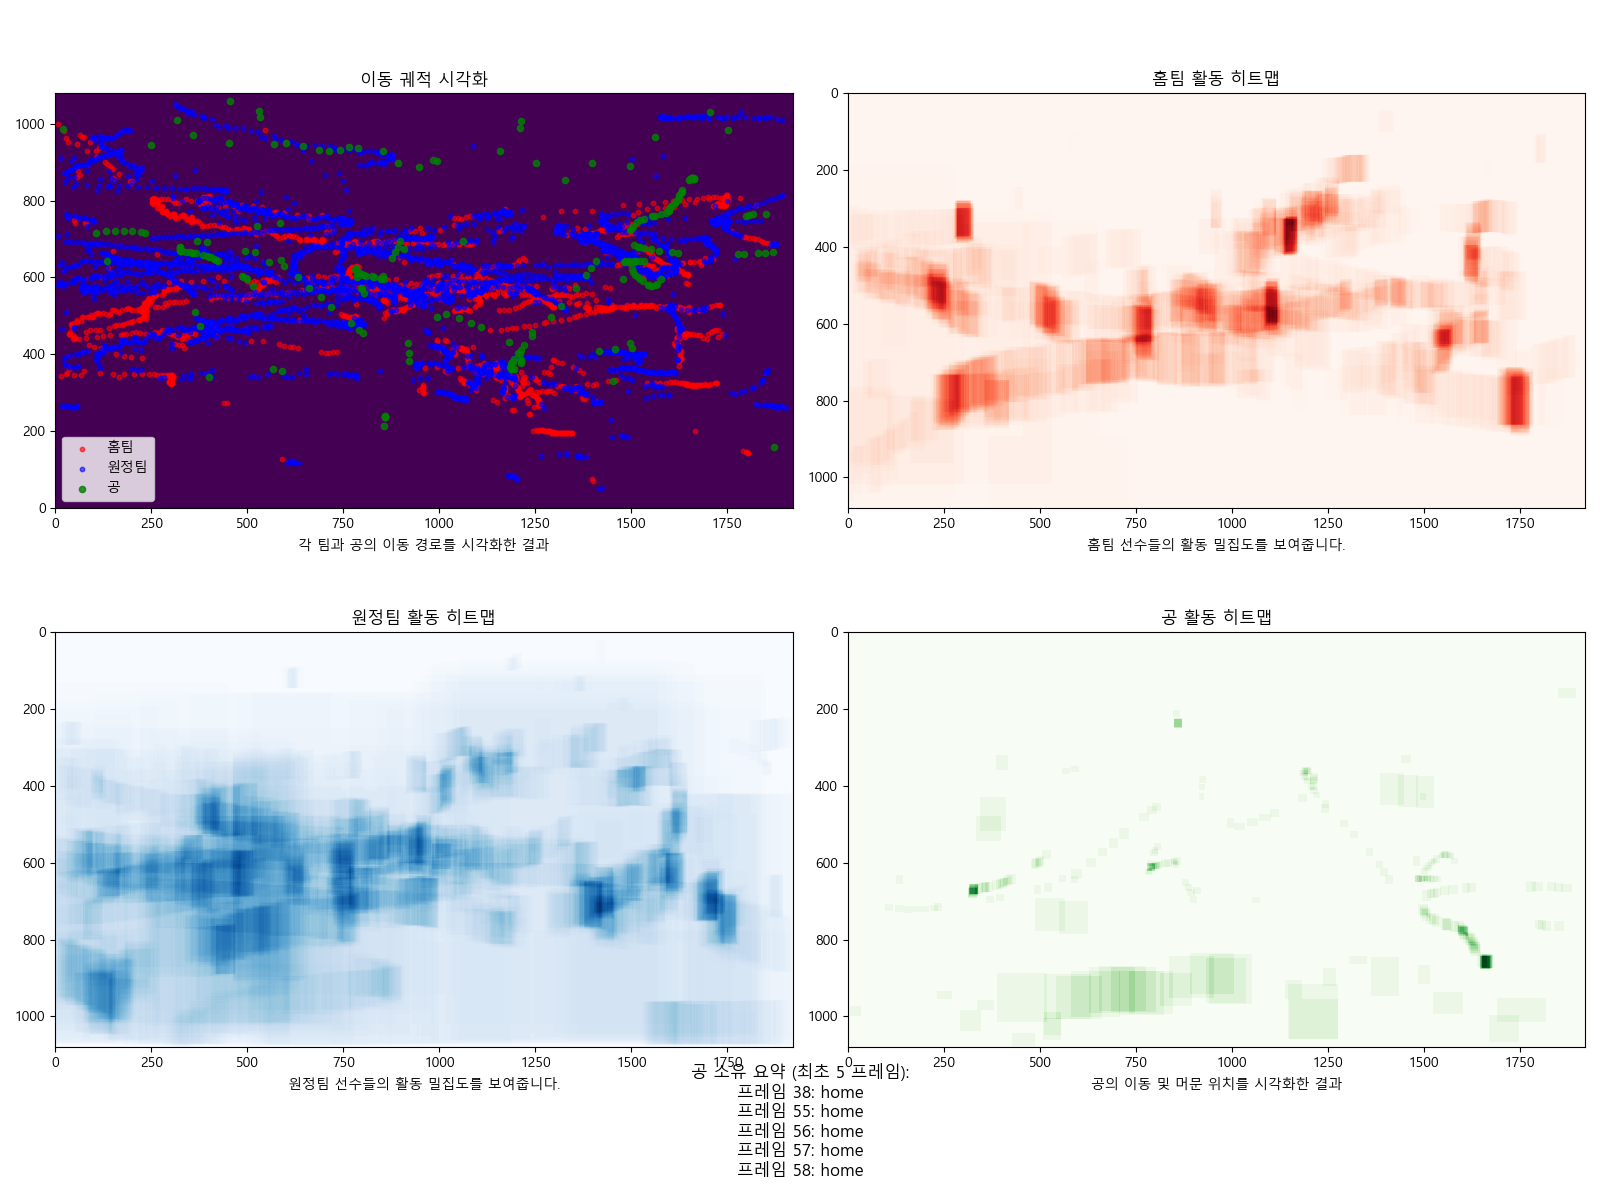 이동 궤적 시각화
1000
800
600
400
200
0
홈팀
원정팀
공
0 250 500 750 1000 1250 1500 1750
각 팀과 공의 이동 경로를 시각화한 결과
홈팀 활동 히트맵
0
200
400
600
800
1000
0 250 500 750 1000 1250 1500 1750
홈팀 선수들의 활동 밀집도를 보여줍니다.
원정팀 활동 히트맵
0
200
400
600
800
1000
0 250 500 750 1000 1250 1500 1750
원정팀 선수들의 활동 밀집도를 보여줍니다.
공 활동 히트맵
0
200
400
600
800
1000
0 250 500 750 1000 1250 1500 1750
공의 이동 및 머문 위치를 시각화한 결과
공 소유 요약 (최초 5 프레임):
프레임 38: home
프레임 55: home
프레임 56: home
프레임 57: home
프레임 58: home